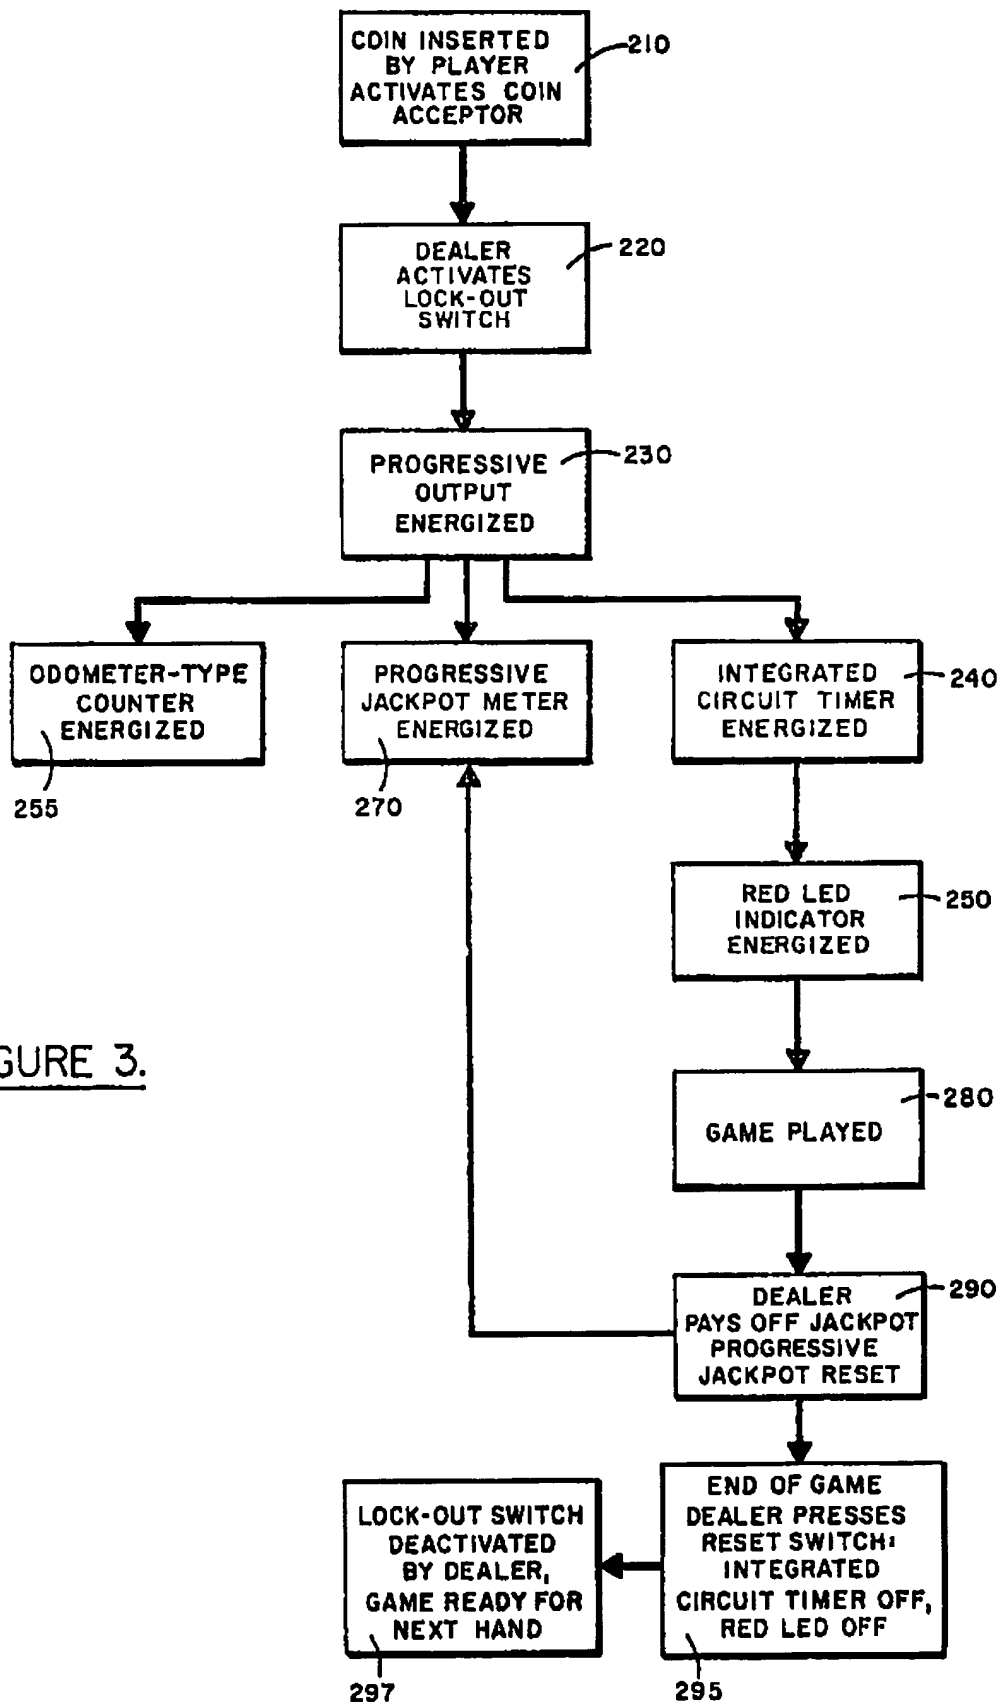 COIN INSERTED
BY PLAYER
ACTIVATES COIN
ACCEPTOR
210
DEALER
ACTIVATES
LOCK-OUT
SWITCH
220
PROGRESSIVE
OUTPUT
ENERGIZED
230
ODOMETER-TYPE
COUNTER
ENERGIZED
255
PROGRESSIVE
JACKPOT METER
ENERGIZED
270
INTEGRATED
CIRCUIT TIMER
ENERGIZED
240
RED LED
INDICATOR
ENERGIZED
250
GURE 3.
GAME PLAYED
280
DEALER
PAYS OFF JACKPOT
PROGRESSIVE
JACKPOT RESET
290
END OF GAME
DEALER PRESSES
RESET SWITCH:
INTEGRATED
CIRCUIT TIMER OFF,
RED LED OFF
295
LOCK-OUT SWITCH
DEACTIVATED
BY DEALER,
GAME READY FOR
NEXT HAND
297